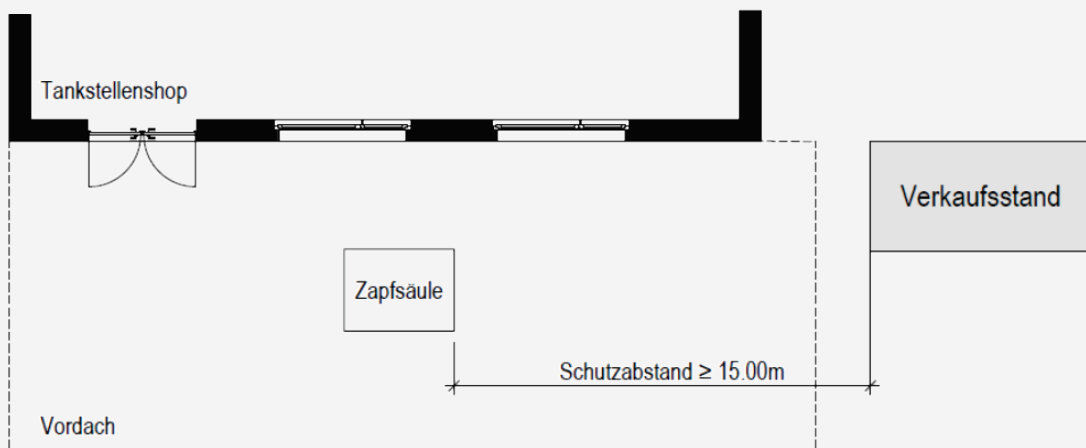 Tankstellenshop
Verkaufsstand
Zapfsäule
Schutzabstand ≥ 15.00m
Vordach